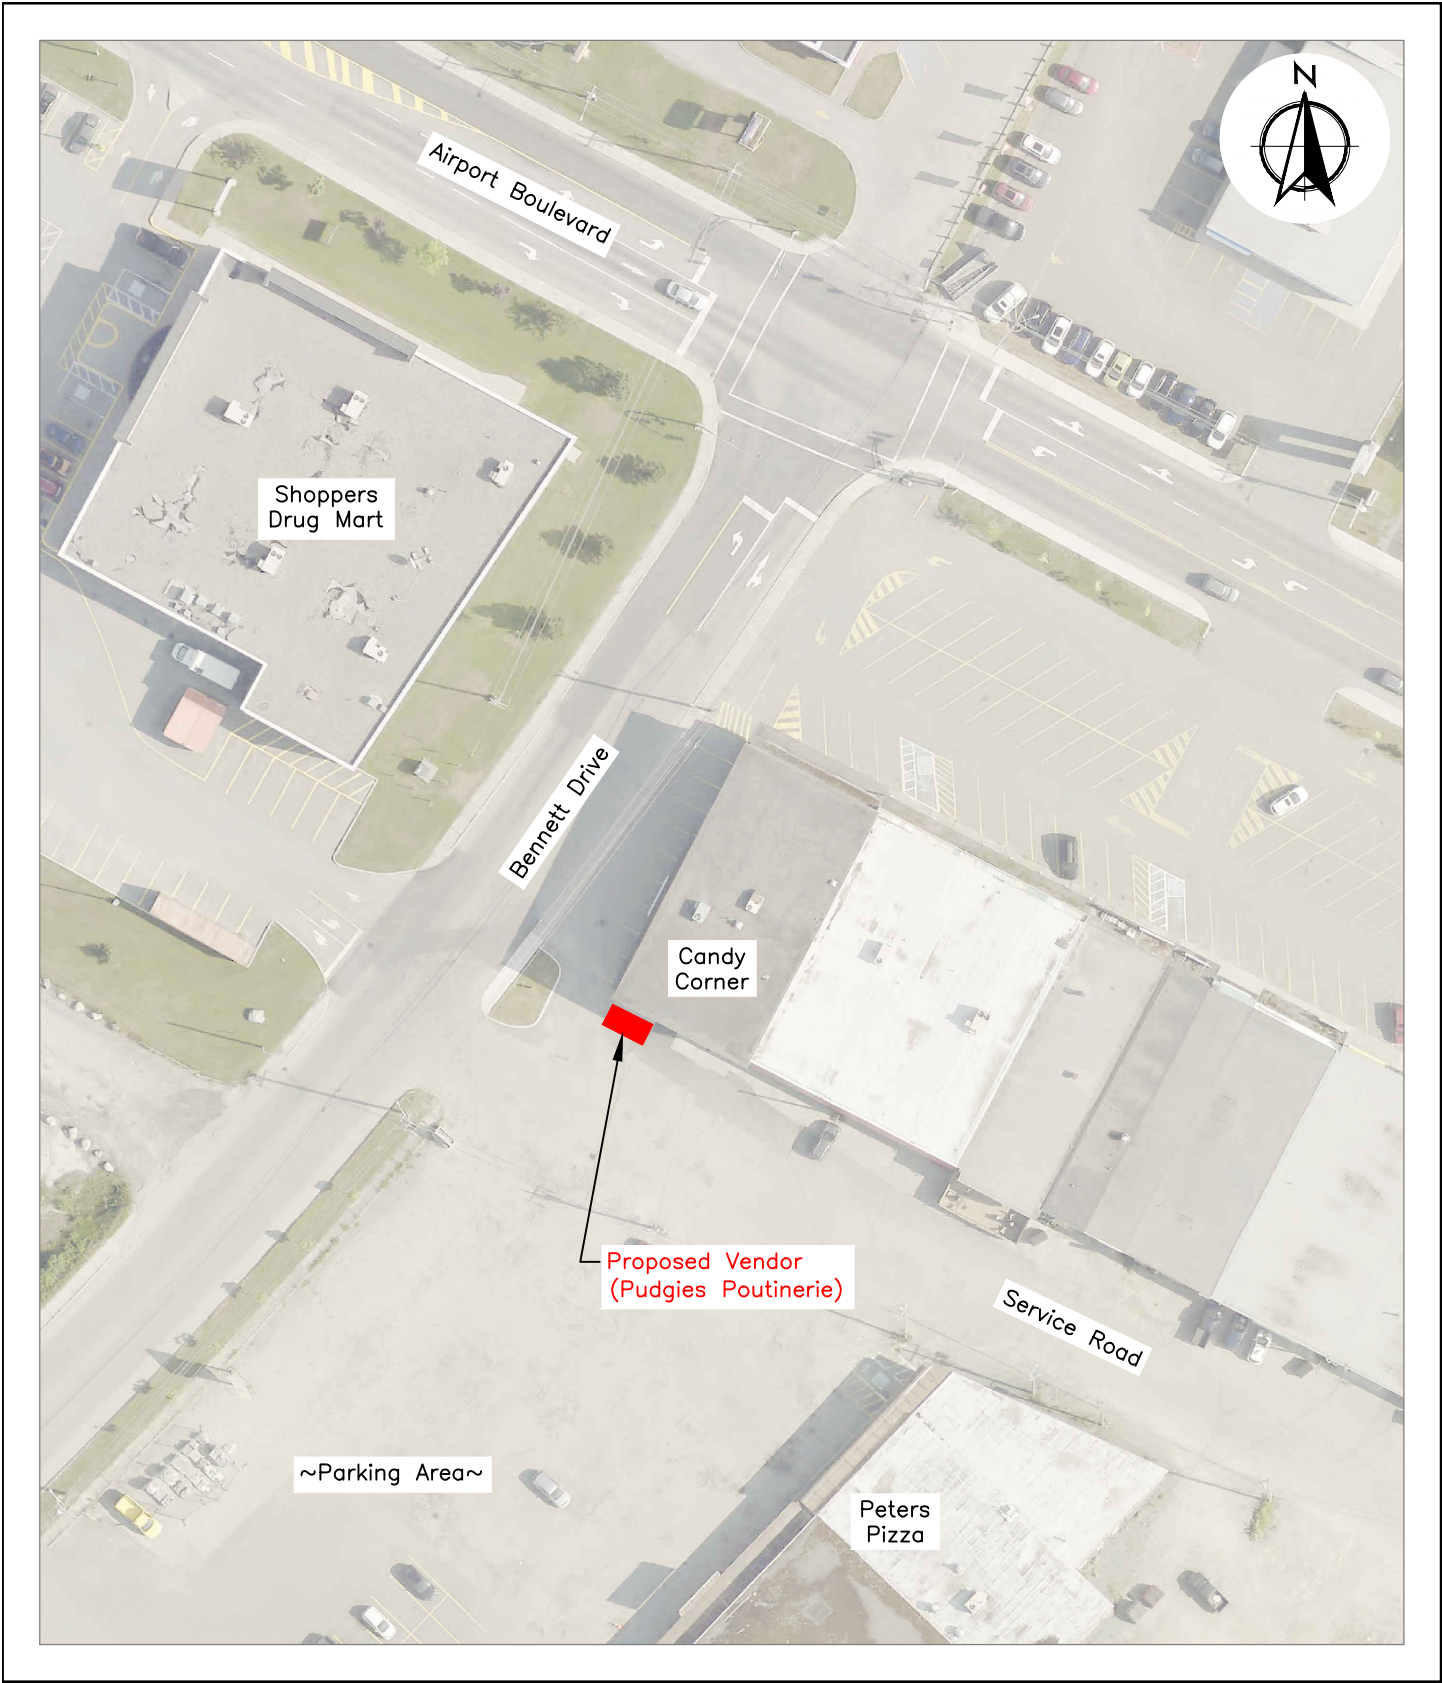 N
Airport Boulevard
Shoppers
Drug Mart
Bennett Drive
Candy
Corner
Proposed Vendor
(Pudgies Poutinerie)
Service Road
~Parking Area~
Peters
Pizza